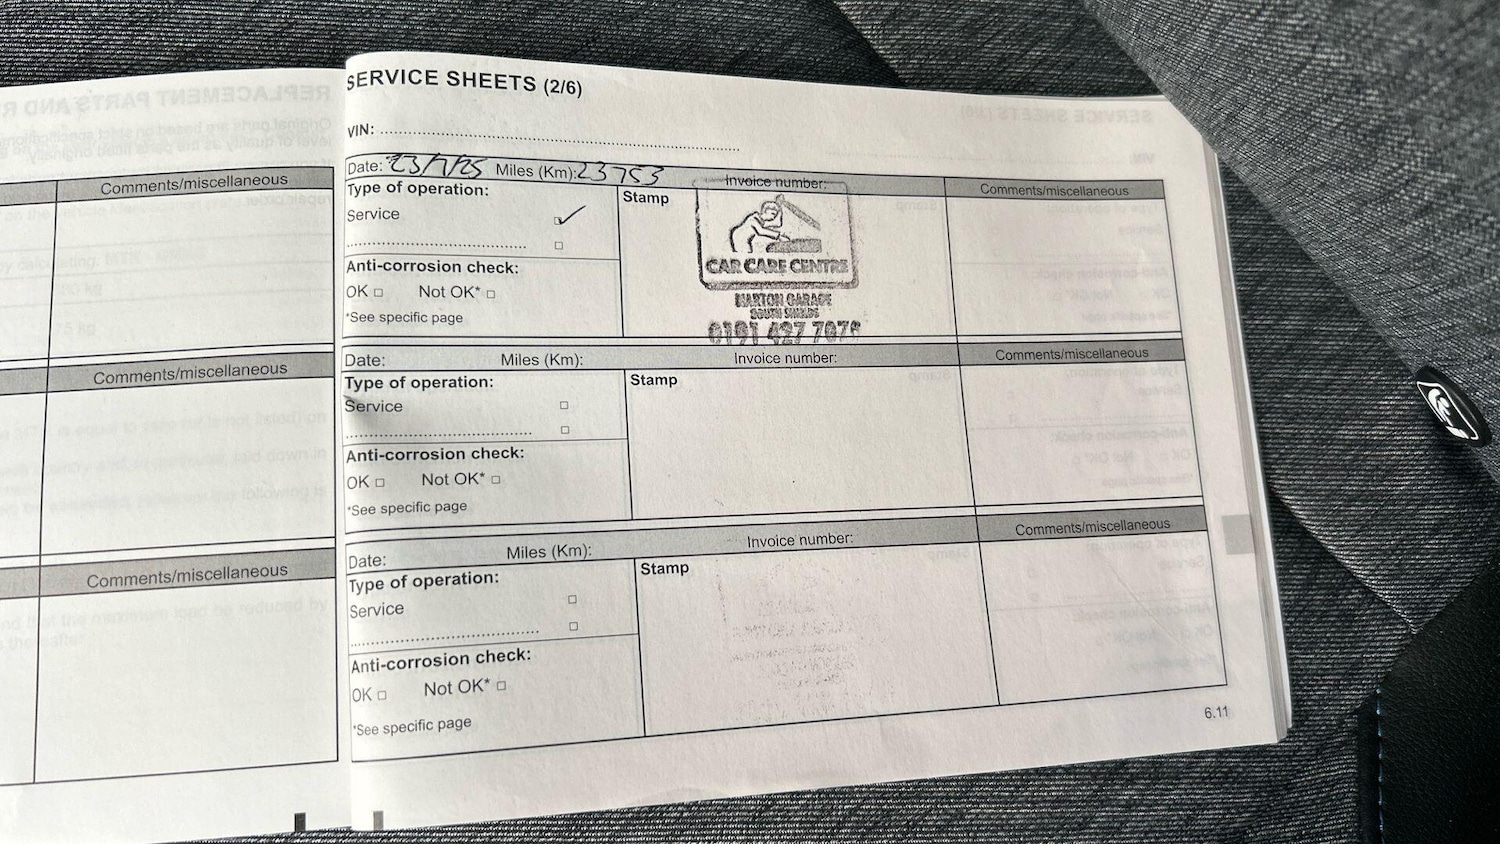 SERVICE SHEETS (2/6)
VIN:
Date: 23/7/25 Miles (Km): 23753 Invoice number: Comments/miscellaneous
Type of operation:
Service
Anti-corrosion check:
OK □ Not OK* □
*See specific page
Stamp
CAR CARE CENTRE
MARTON GARAGE
SOUTH SHIELDS
0191 427 707
Date: Miles (Km): Invoice number: Comments/miscellaneous
Type of operation:
Service □
Anti-corrosion check:
OK □ Not OK* □
*See specific page
Stamp
Date: Miles (Km): Invoice number: Comments/miscellaneous
Type of operation:
Service □
Anti-corrosion check:
OK □ Not OK* □
*See specific page
Stamp
6.11
Comments/miscellaneous
Comments/miscellaneous
Comments/miscellaneous